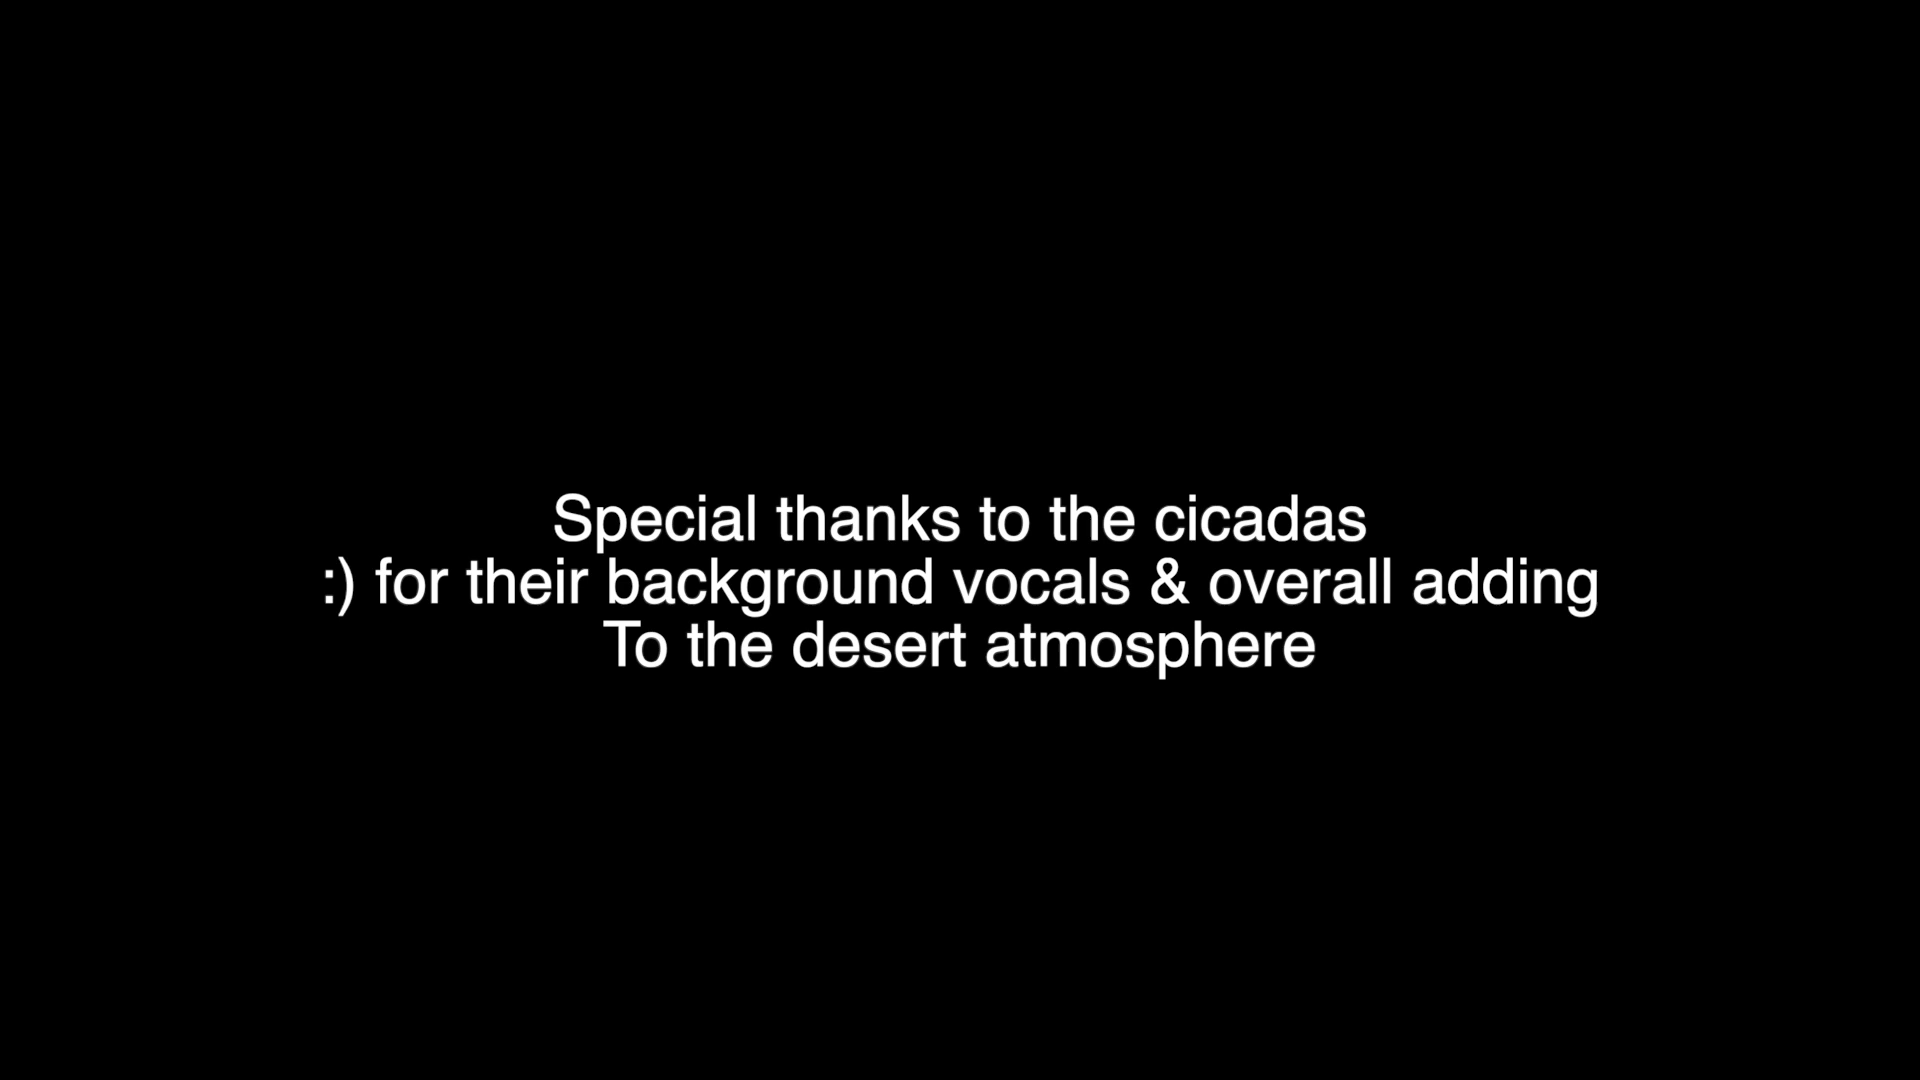 Special thanks to the cicadas
:) for their background vocals & overall adding
To the desert atmosphere